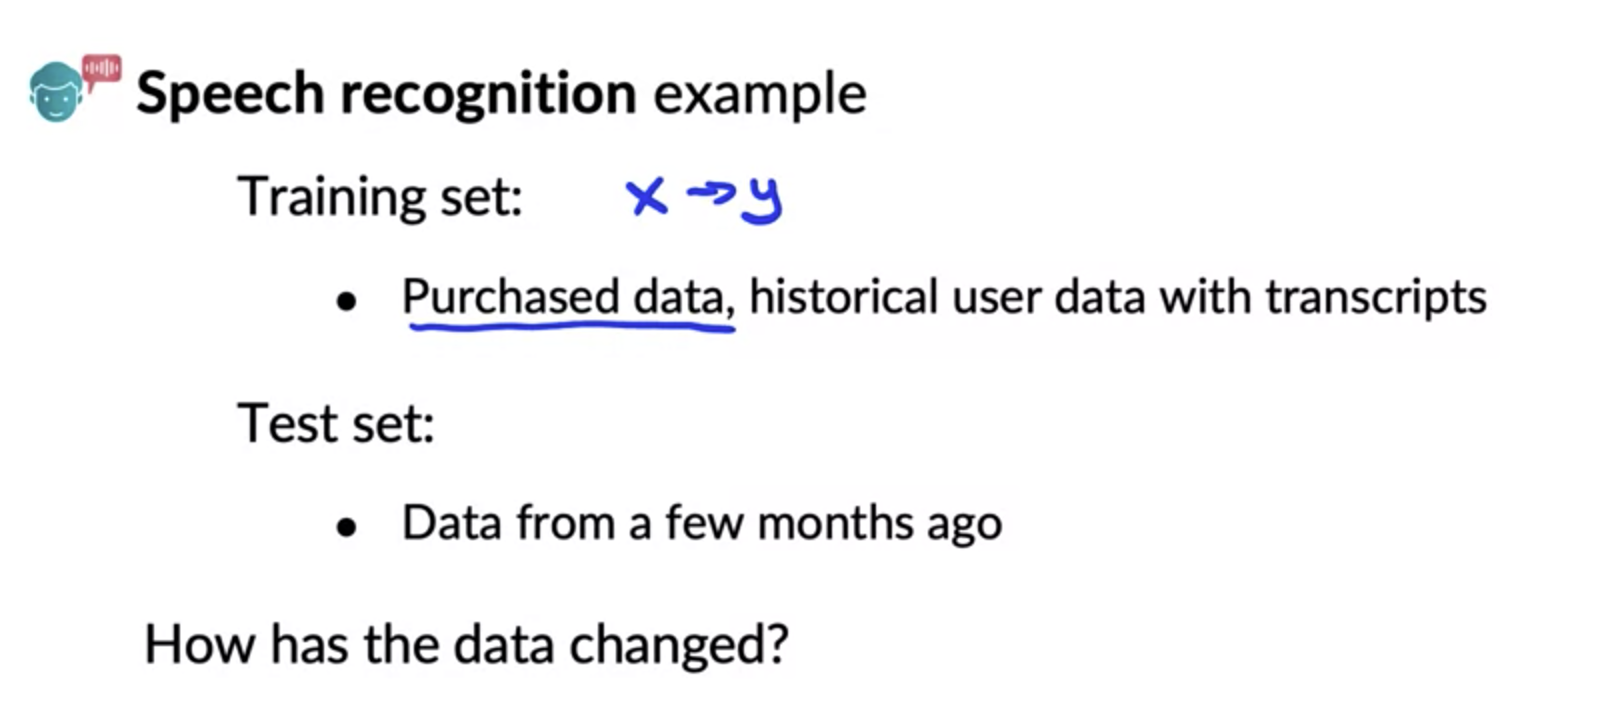 Speech recognition example
Training set: x → y
• Purchased data, historical user data with transcripts
Test set:
• Data from a few months ago
How has the data changed?